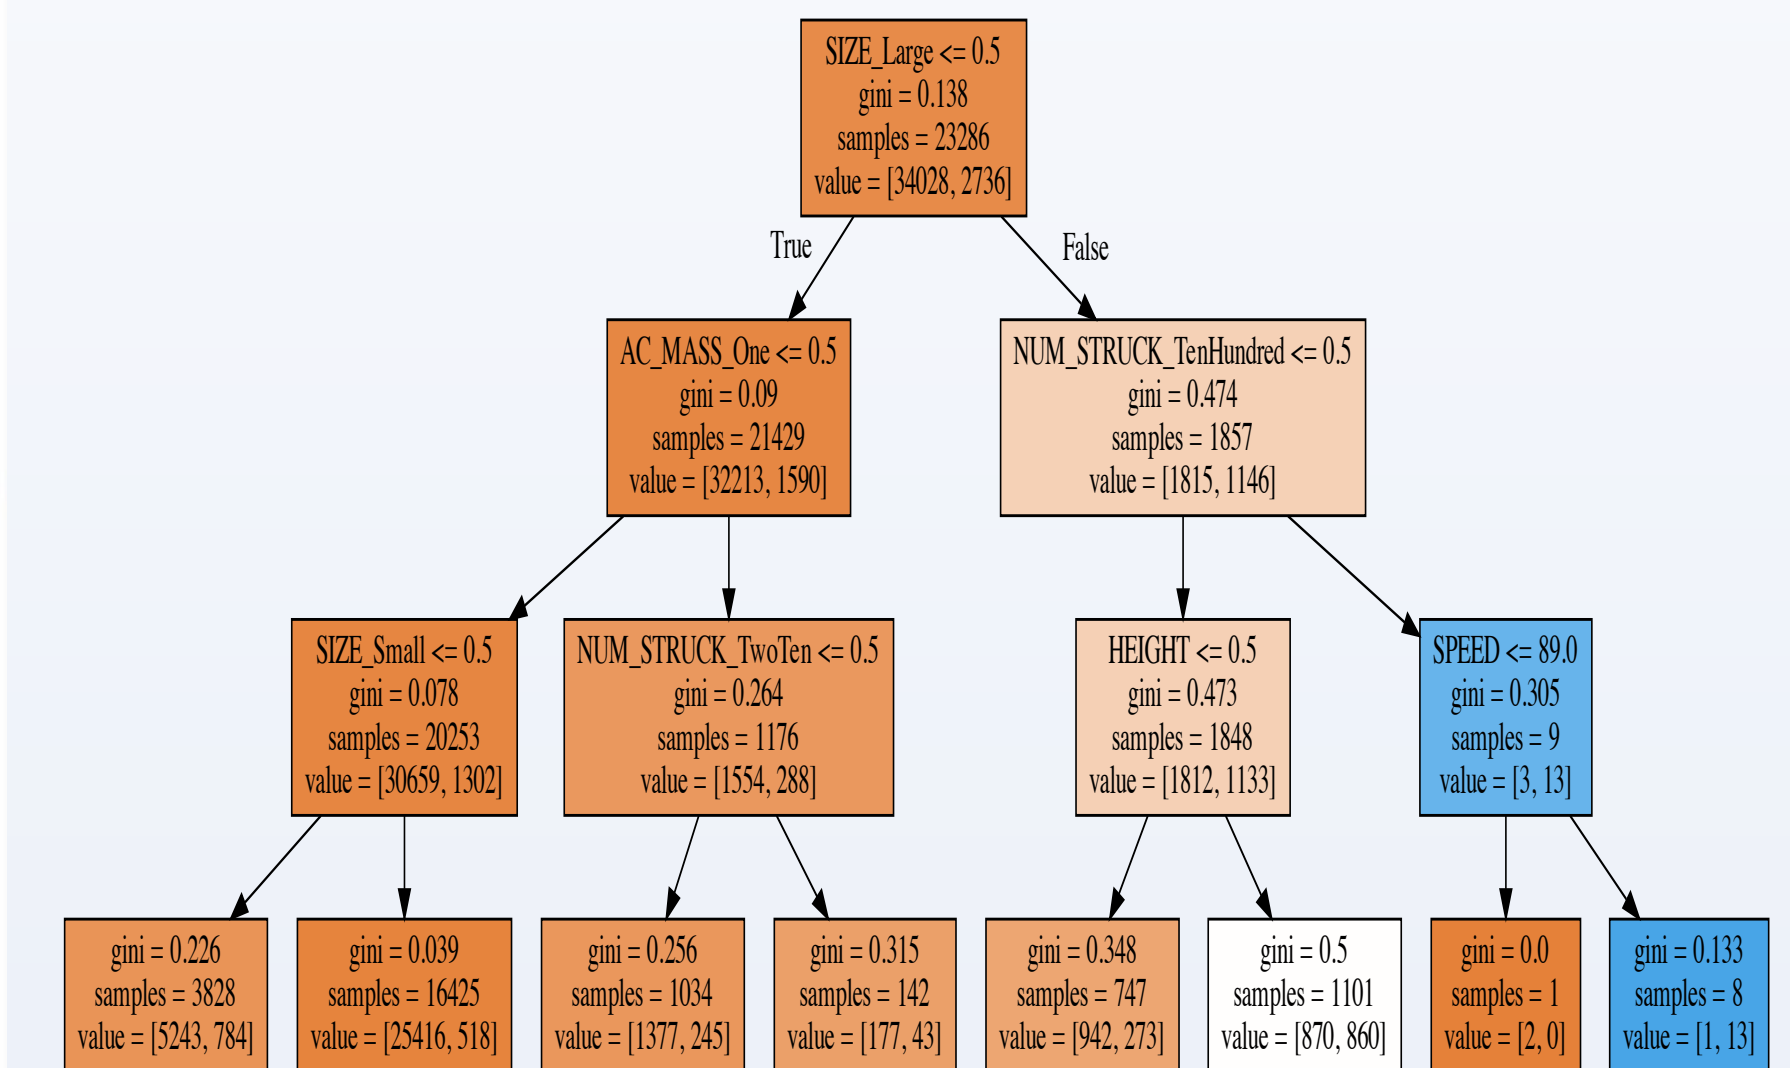 SIZE_Large <= 0.5
gini = 0.138
samples = 23286
value = [34028, 2736]
True
False
AC_MASS_One <= 0.5
gini = 0.09
samples = 21429
value = [32213, 1590]
NUM_STRUCK_TenHundred <= 0.5
gini = 0.474
samples = 1857
value = [1815, 1146]
SIZE_Small <= 0.5
gini = 0.078
samples = 20253
value = [30659, 1302]
NUM_STRUCK_TwoTen <= 0.5
gini = 0.264
samples = 1176
value = [1554, 288]
HEIGHT <= 0.5
gini = 0.473
samples = 1848
value = [1812, 1133]
SPEED <= 89.0
gini = 0.305
samples = 9
value = [3, 13]
gini = 0.226
samples = 3828
value = [5243, 784]
gini = 0.039
samples = 16425
value = [25416, 518]
gini = 0.256
samples = 1034
value = [1377, 245]
gini = 0.315
samples = 142
value = [177, 43]
gini = 0.348
samples = 747
value = [942, 273]
gini = 0.5
samples = 1101
value = [870, 860]
gini = 0.0
samples = 1
value = [2, 0]
gini = 0.133
samples = 8
value = [1, 13]